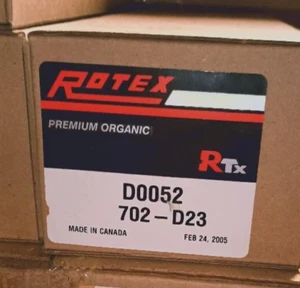 ROTEX
PREMIUM ORGANIC
RTx
D0052
702-D23
MADE IN CANADA
FEB 24, 2005